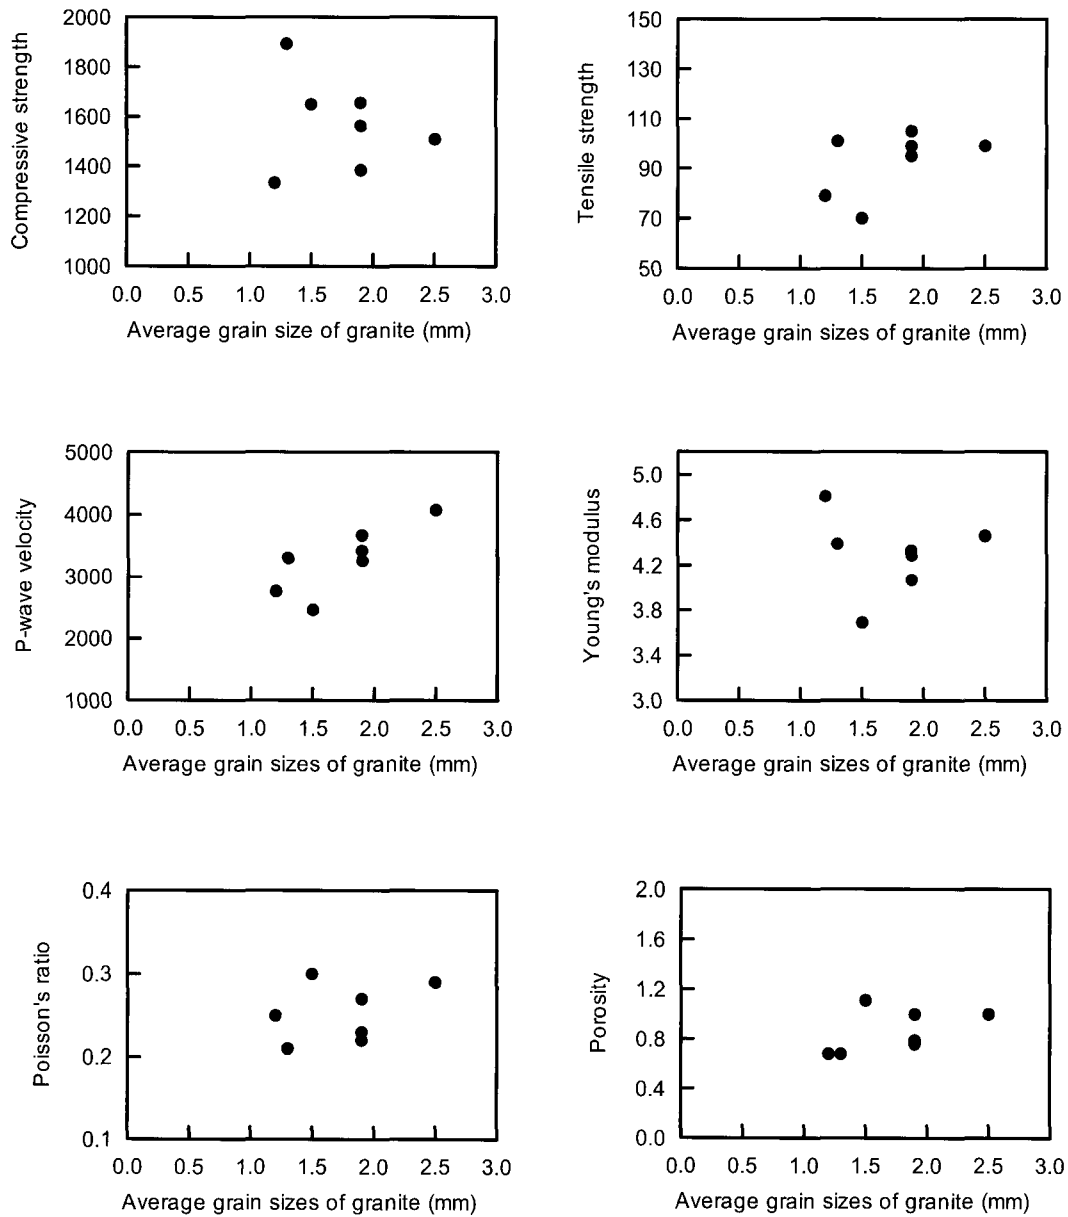 Compressive strength
2000
1800
1600
1400
1200
1000
0.0 0.5 1.0 1.5 2.0 2.5 3.0
Average grain size of granite (mm)
Tensile strength
150
130
110
90
70
50
0.0 0.5 1.0 1.5 2.0 2.5 3.0
Average grain sizes of granite (mm)
P-wave velocity
5000
4000
3000
2000
1000
0.0 0.5 1.0 1.5 2.0 2.5 3.0
Average grain sizes of granite (mm)
Young's modulus
5.0
4.6
4.2
3.8
3.4
3.0
0.0 0.5 1.0 1.5 2.0 2.5 3.0
Average grain sizes of granite (mm)
Poisson's ratio
0.4
0.3
0.2
0.1
0.0 0.5 1.0 1.5 2.0 2.5 3.0
Average grain sizes of granite (mm)
Porosity
2.0
1.6
1.2
0.8
0.4
0.0
0.0 0.5 1.0 1.5 2.0 2.5 3.0
Average grain sizes of granite (mm)